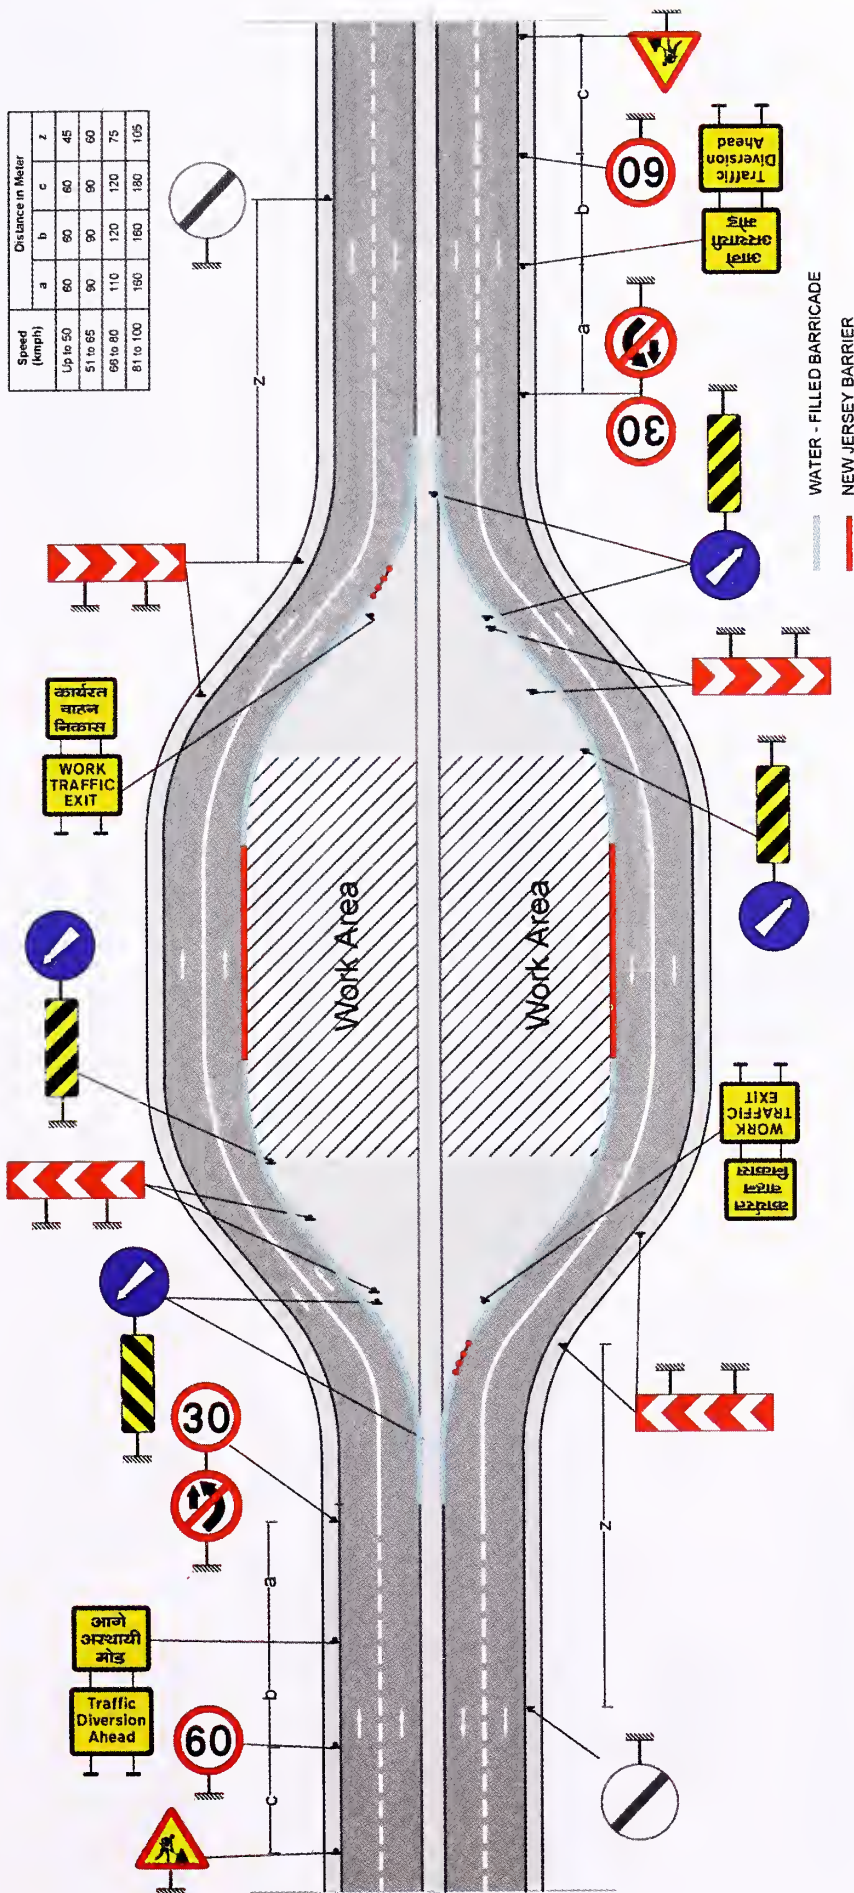 Speed (kmph) Distance in Meter
a b c z
Up to 50 60 60 60 45
51 to 65 90 90 90 60
66 to 80 110 120 120 75
81 to 100 160 160 180 105
z
कार्यरत
वाहन
निकास
WORK
TRAFFIC
EXIT
Work Area
30
a
आगे
अस्थायी
मोड़
b
Traffic
Diversion
Ahead
60
c
c
60
Traffic
Diversion
Ahead
b
आगे
अस्थायी
मोड़
a
30
WATER - FILLED BARRICADE
NEW JERSEY BARRIER
Work Area
WORK
TRAFFIC
EXIT
कार्यरत
वाहन
निकास
z